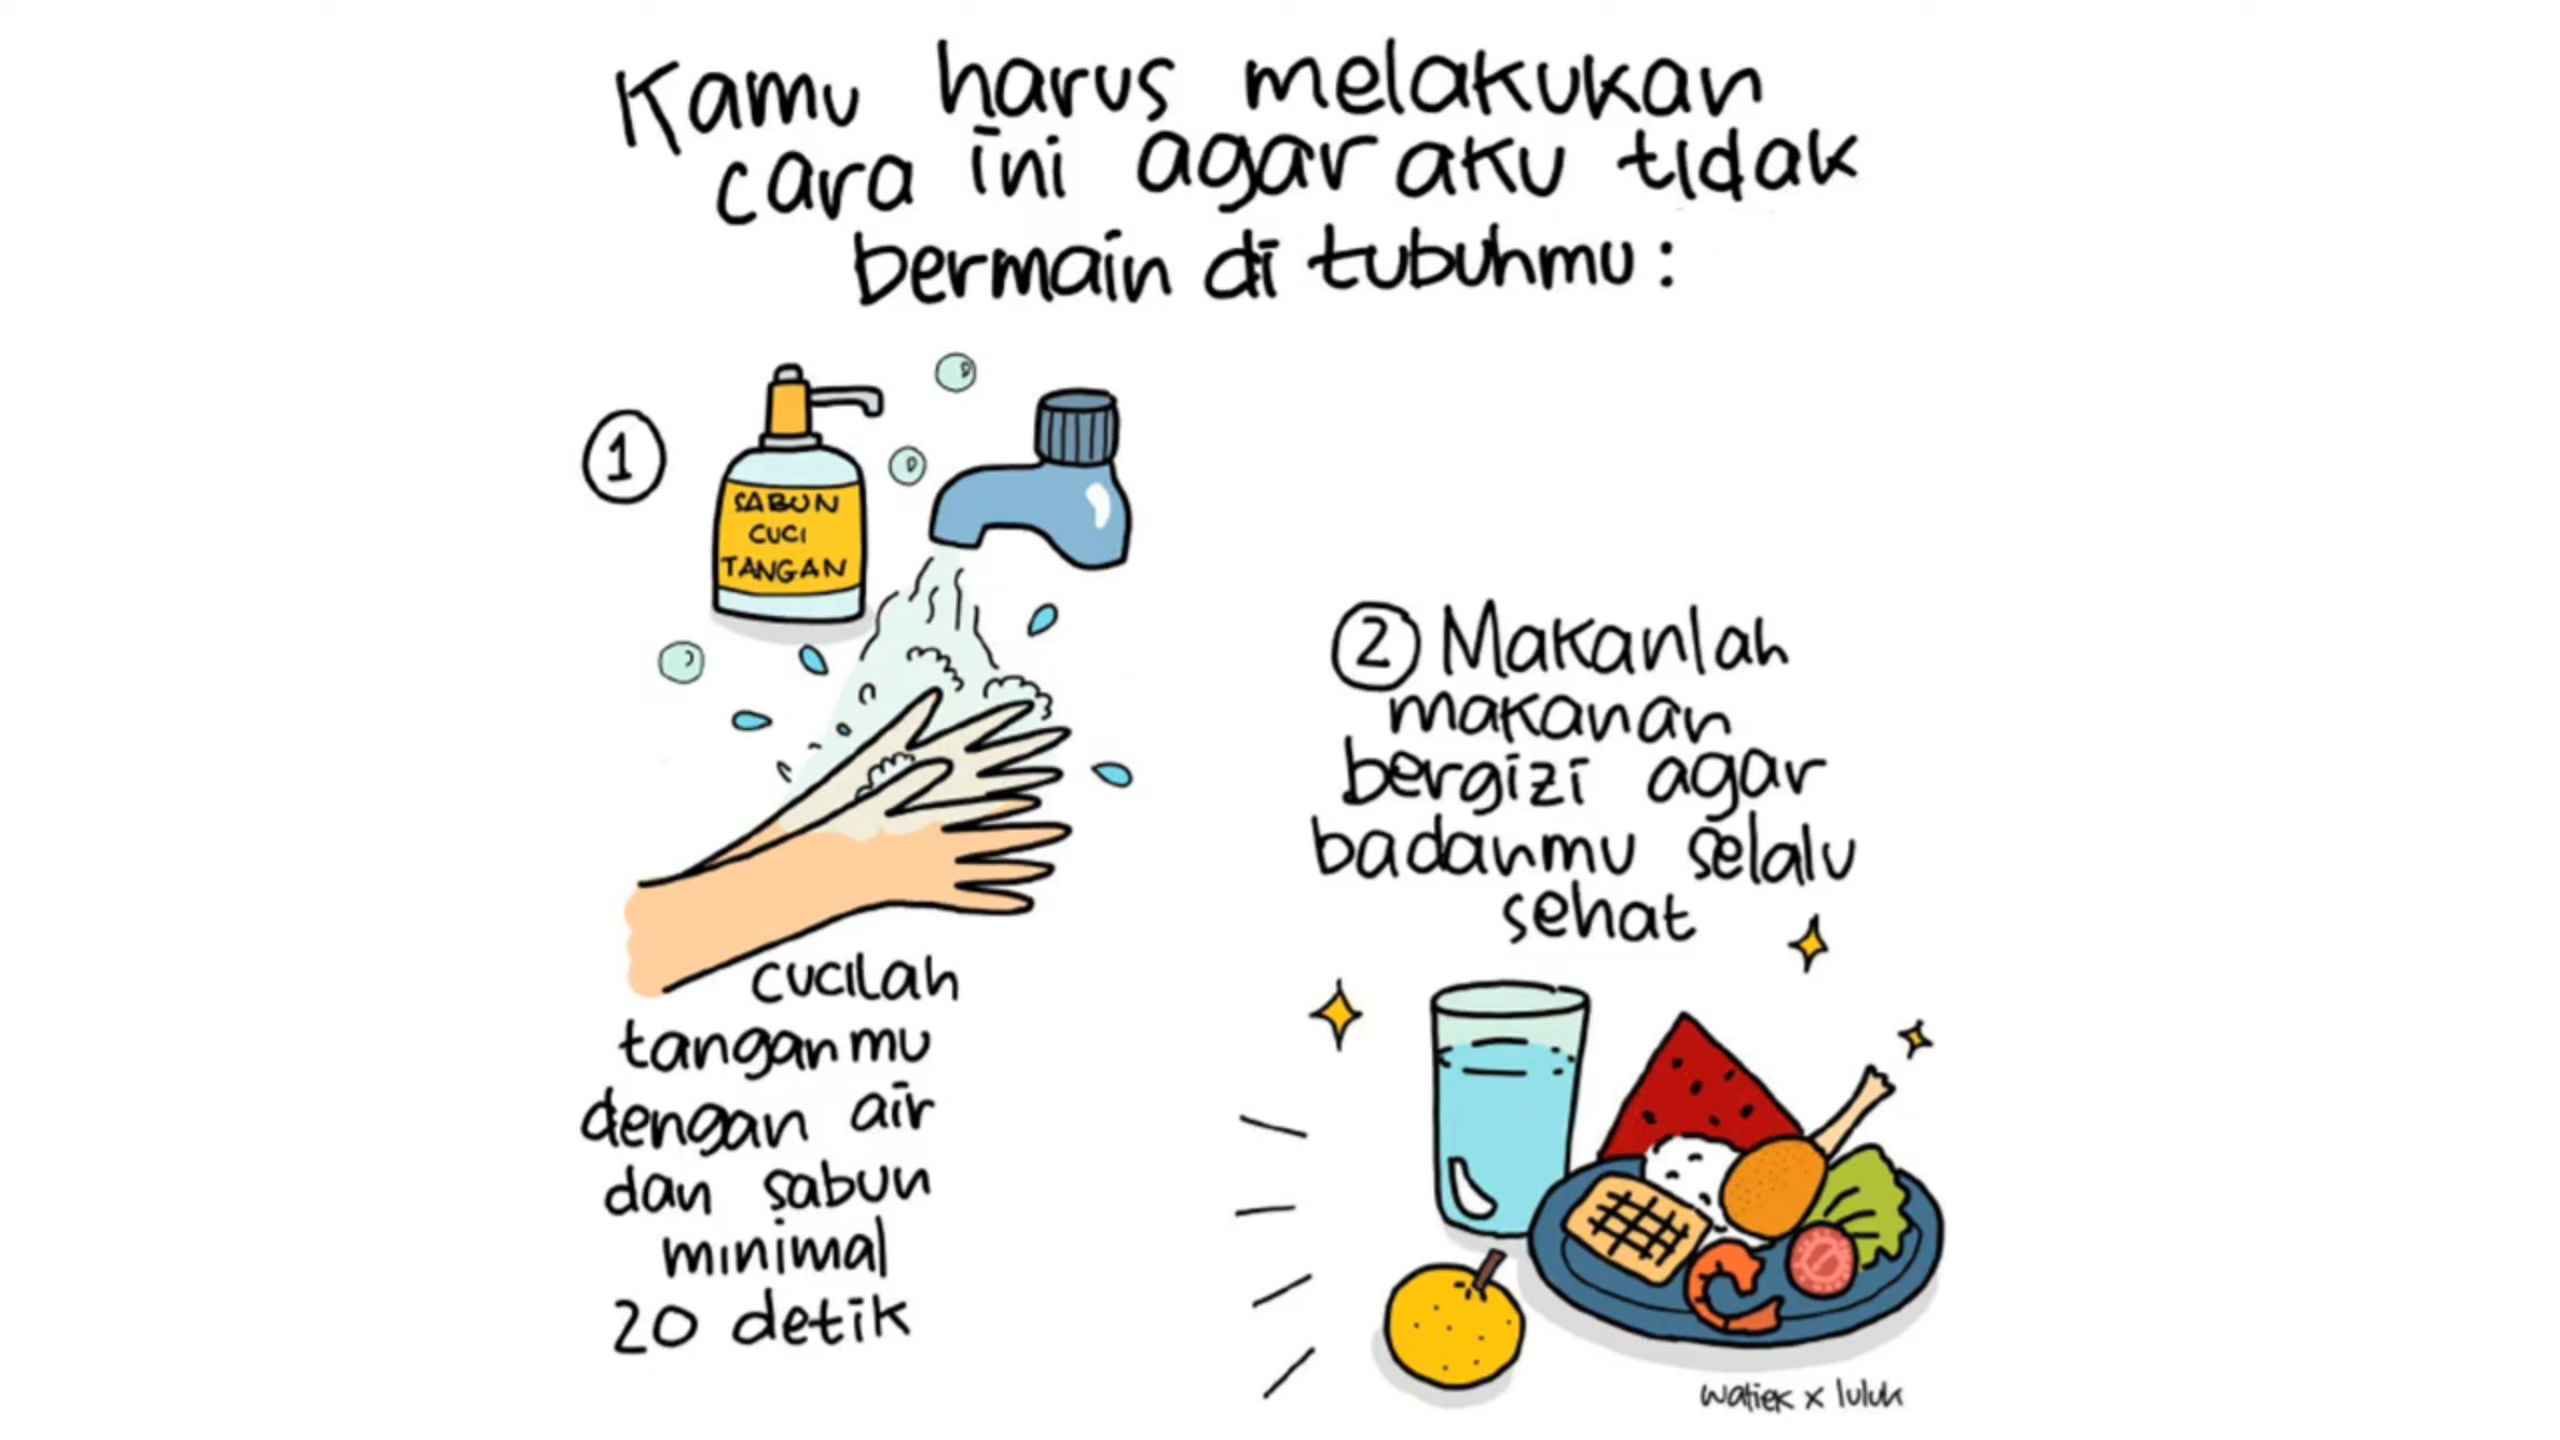 Kamu harus melakukan
cara ini agar aku tidak
bermain di tubuhmu :
1
SABUN
CUCI
TANGAN
cucilah
tanganmu
dengan air
dan sabun
minimal
20 detik
2 Makanlah
makanan
bergizi agar
badanmu selalu
sehat
watiek x luluk